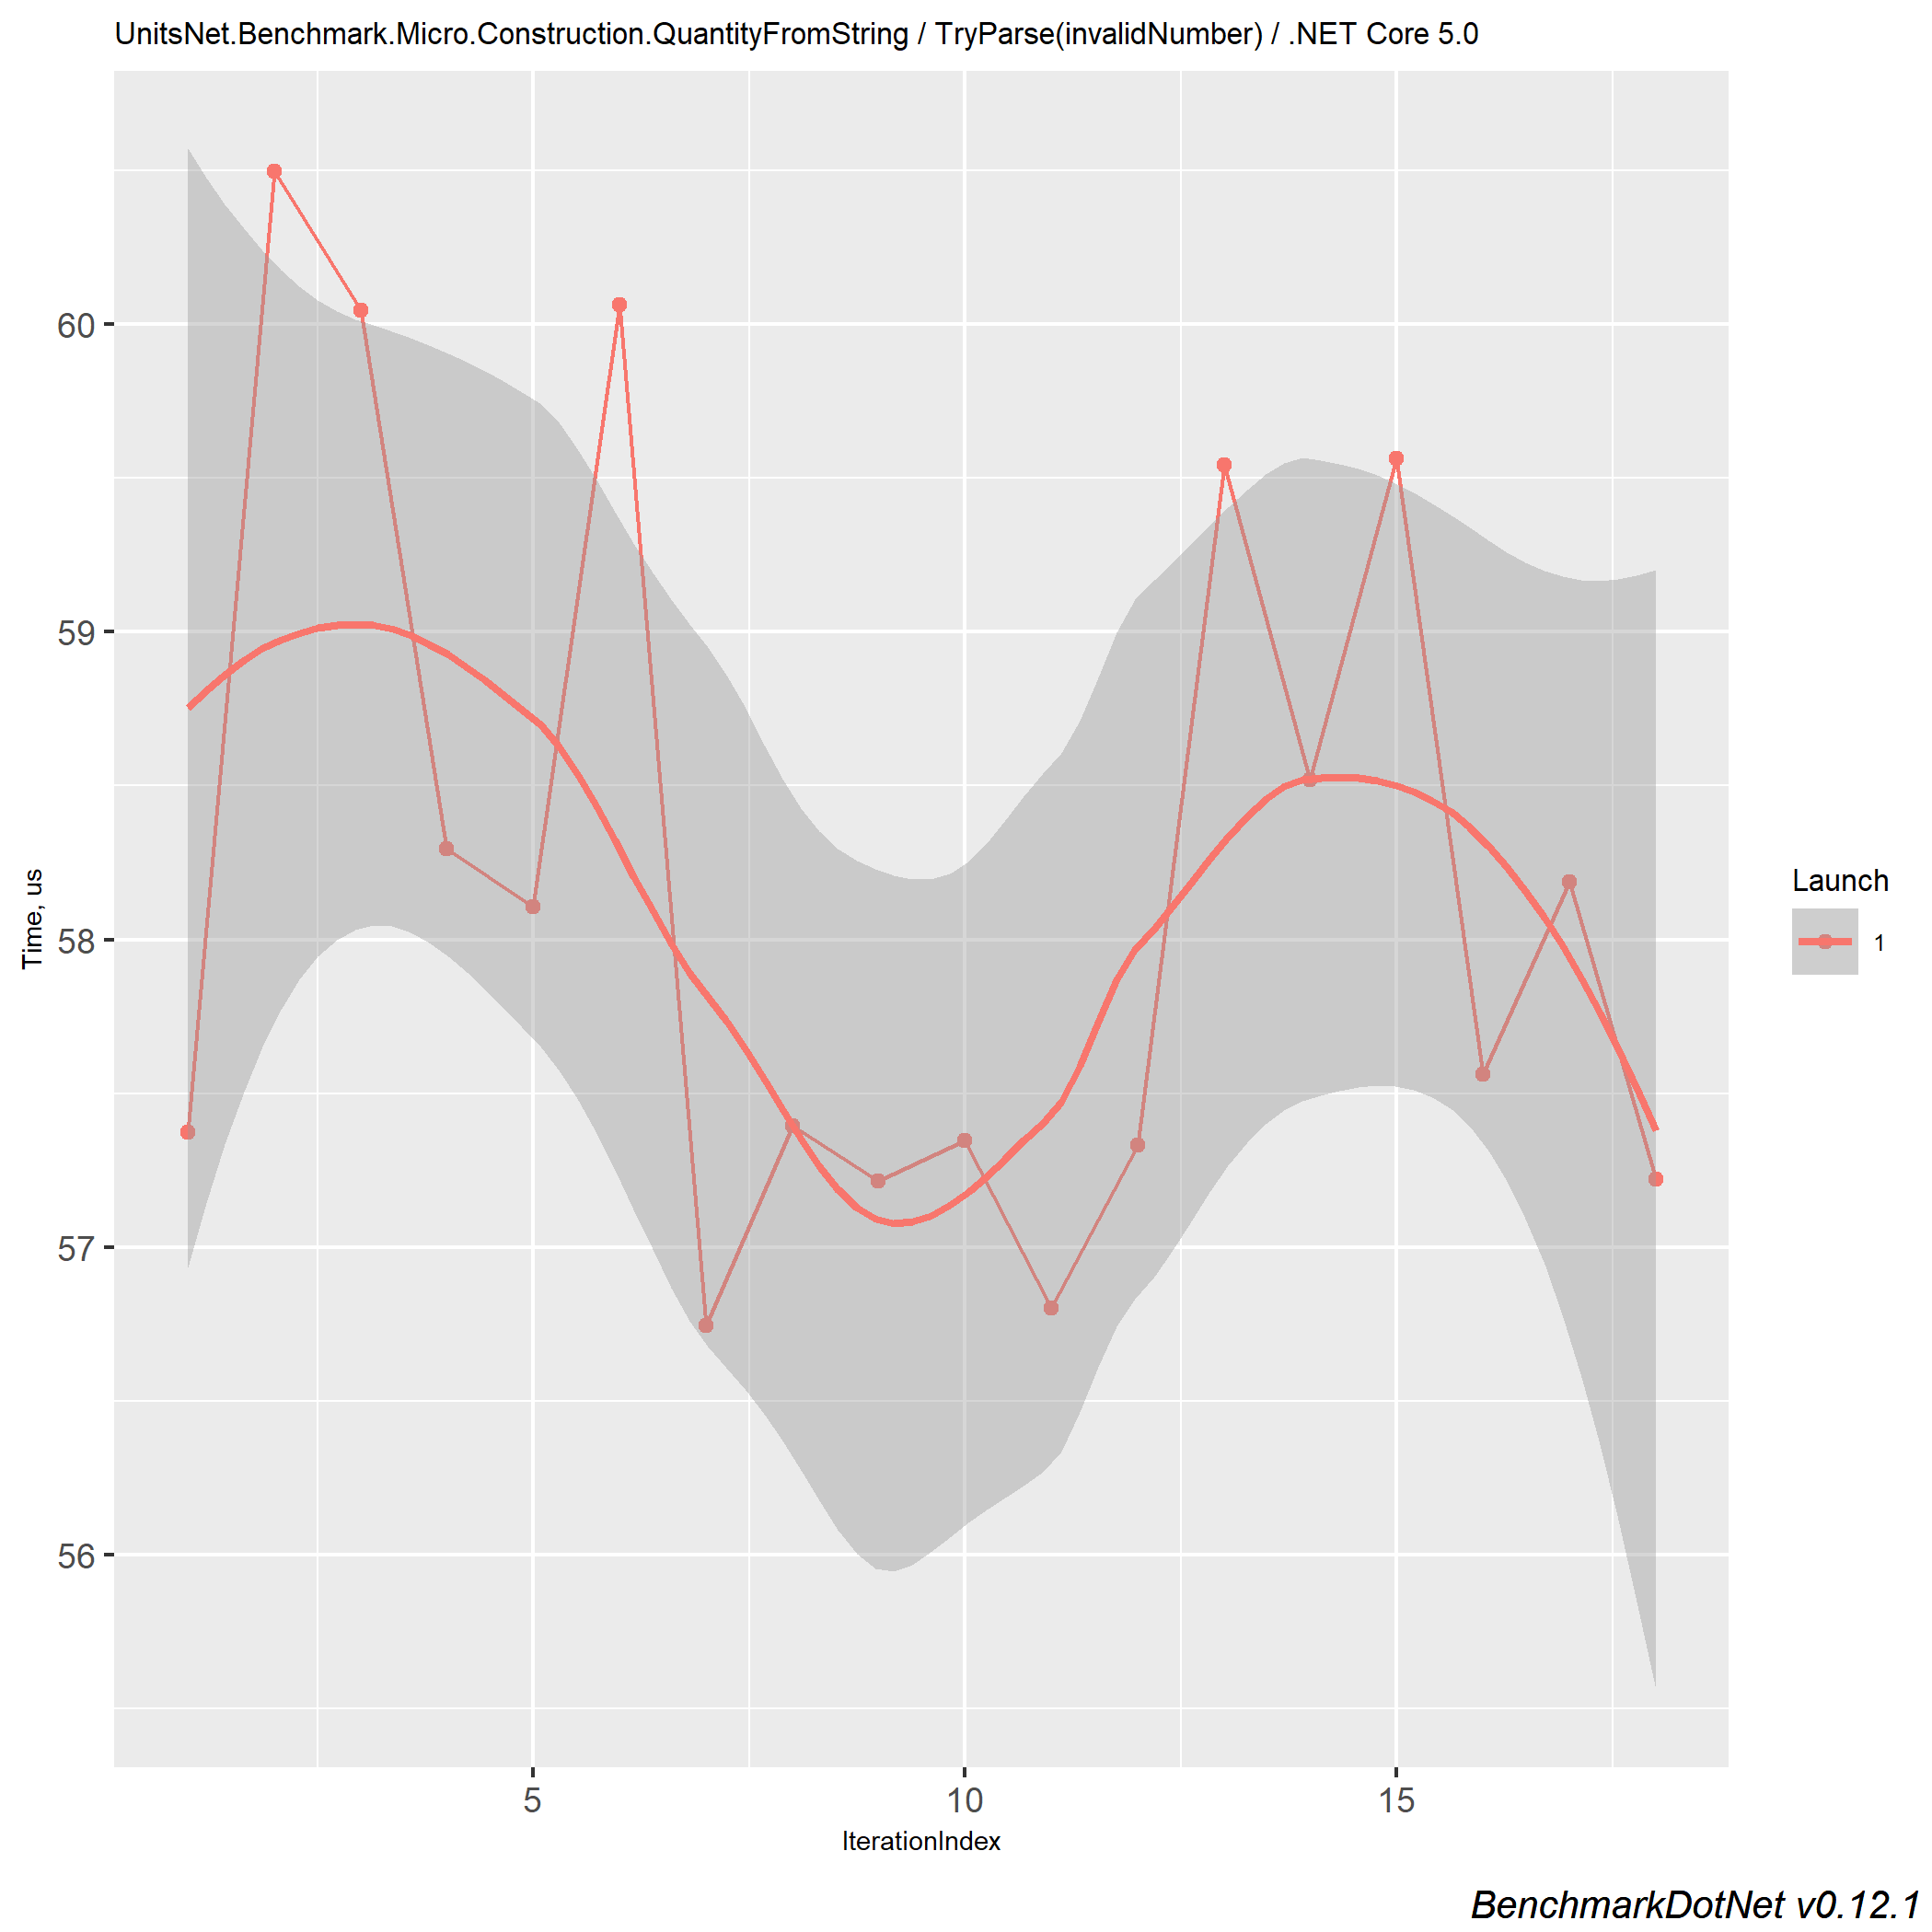 UnitsNet.Benchmark.Micro.Construction.QuantityFromString / TryParse(invalidNumber) / .NET Core 5.0
60
59
58
57
56
Time, us
5 10 15
IterationIndex
Launch
1
BenchmarkDotNet v0.12.1